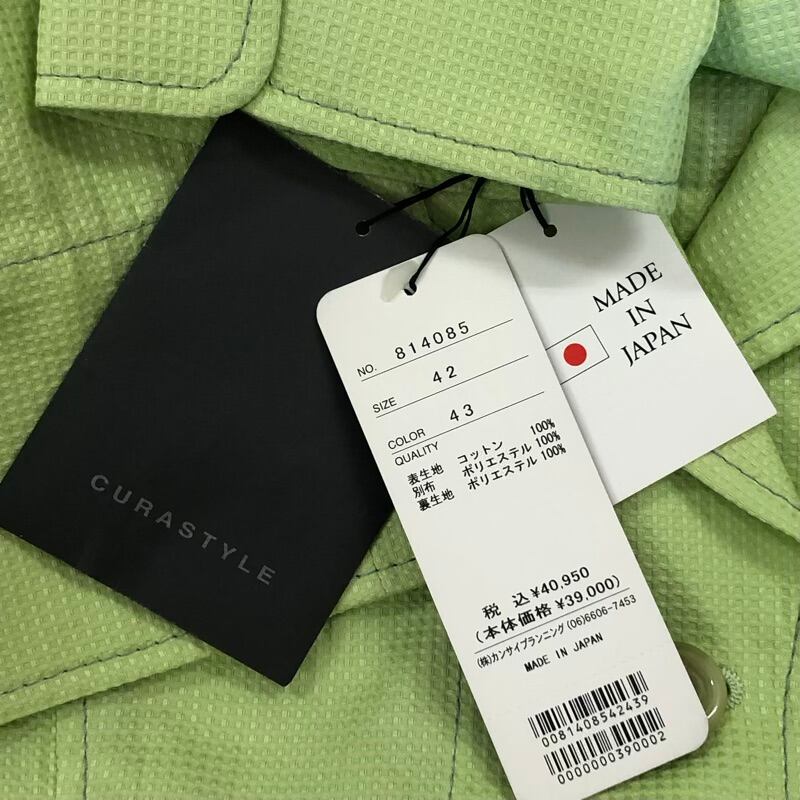 CURASTYLE
NO. 814085
SIZE 42
COLOR 43
QUALITY
表生地 コットン 100%
別布 ポリエステル 100%
裏生地 ポリエステル 100%
税 込 ¥40,950
(本体価格 ¥39,000)
(株)カンサイプランニング (06)6606-7453
MADE IN JAPAN
0081408542439
0000000390002
MADE
IN
JAPAN